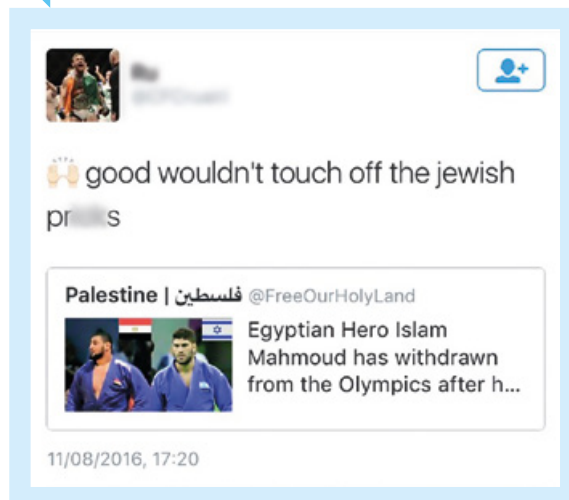 good wouldn't touch off the jewish
pr s
Palestine | فلسطين @FreeOurHolyLand
Egyptian Hero Islam
Mahmoud has withdrawn
from the Olympics after h...
11/08/2016, 17:20